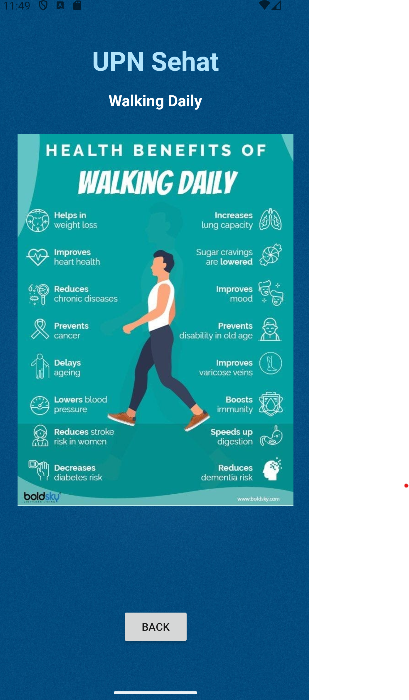 11:49
UPN Sehat
Walking Daily
HEALTH BENEFITS OF
WALKING DAILY
Helps in
weight loss
Increases
lung capacity
Improves
heart health
Sugar cravings
are lowered
Reduces
chronic diseases
Improves
mood
Prevents
cancer
Prevents
disability in old age
Delays
ageing
Improves
varicose veins
Lowers blood
pressure
Boosts
immunity
Reduces stroke
risk in women
Speeds up
digestion
Decreases
diabetes risk
Reduces
dementia risk
boldsky
www.boldsky.com
BACK